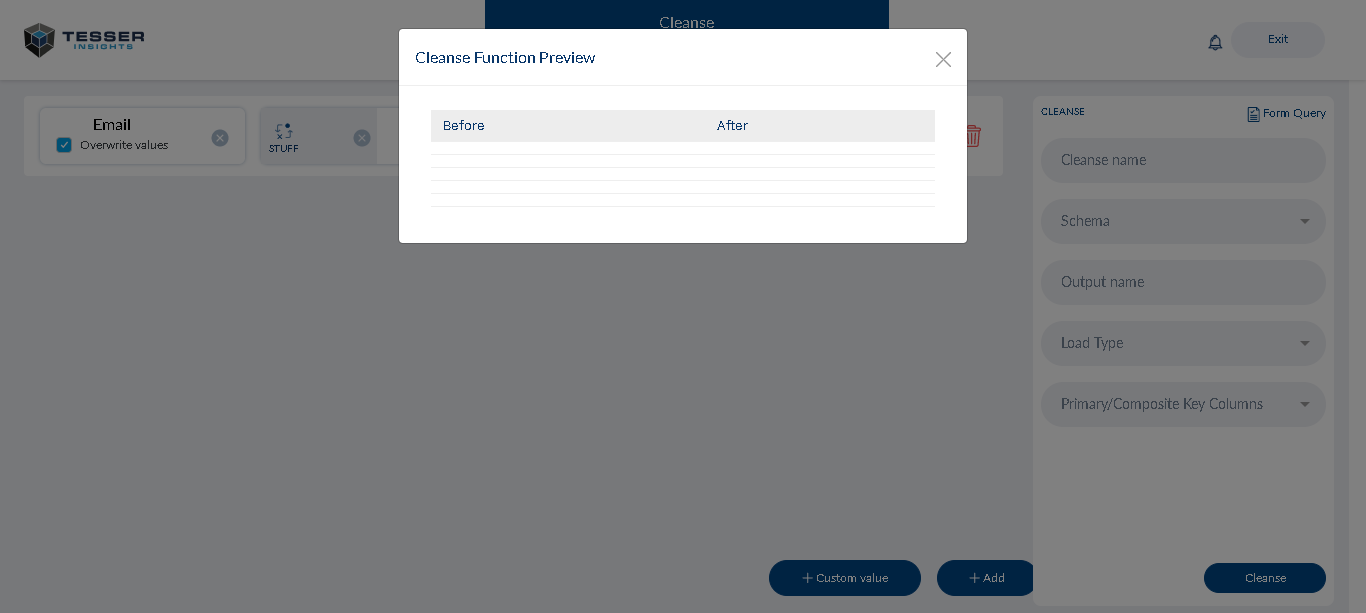 Cleanse
TESSER
INSIGHTS
Exit
Cleanse Function Preview
Before
After
Email
Overwrite values
STUFF
CLEANSE
Form Query
Cleanse name
Schema
Output name
Load Type
Primary/Composite Key Columns
Custom value
Add
Cleanse